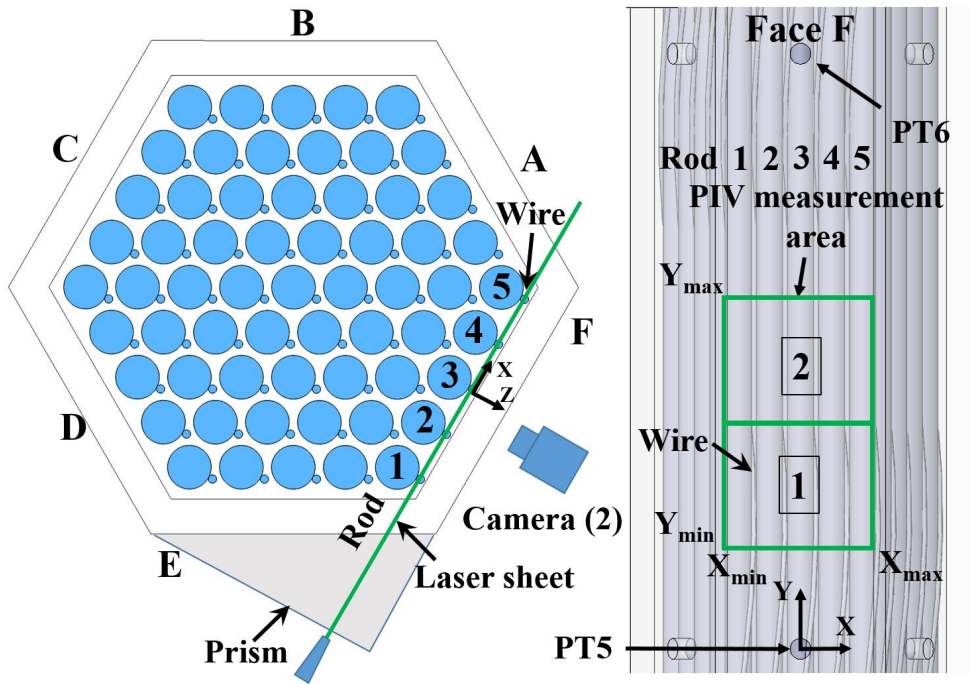 B
C
A
Wire
5
4
F
3
X
Z
D
2
1
Rod
Camera (2)
E
Laser sheet
Prism
Face F
PT6
Rod 1 2 3 4 5
PIV measurement
area
Ymax
2
Wire
1
Ymin
Xmin
Xmax
Y
X
PT5